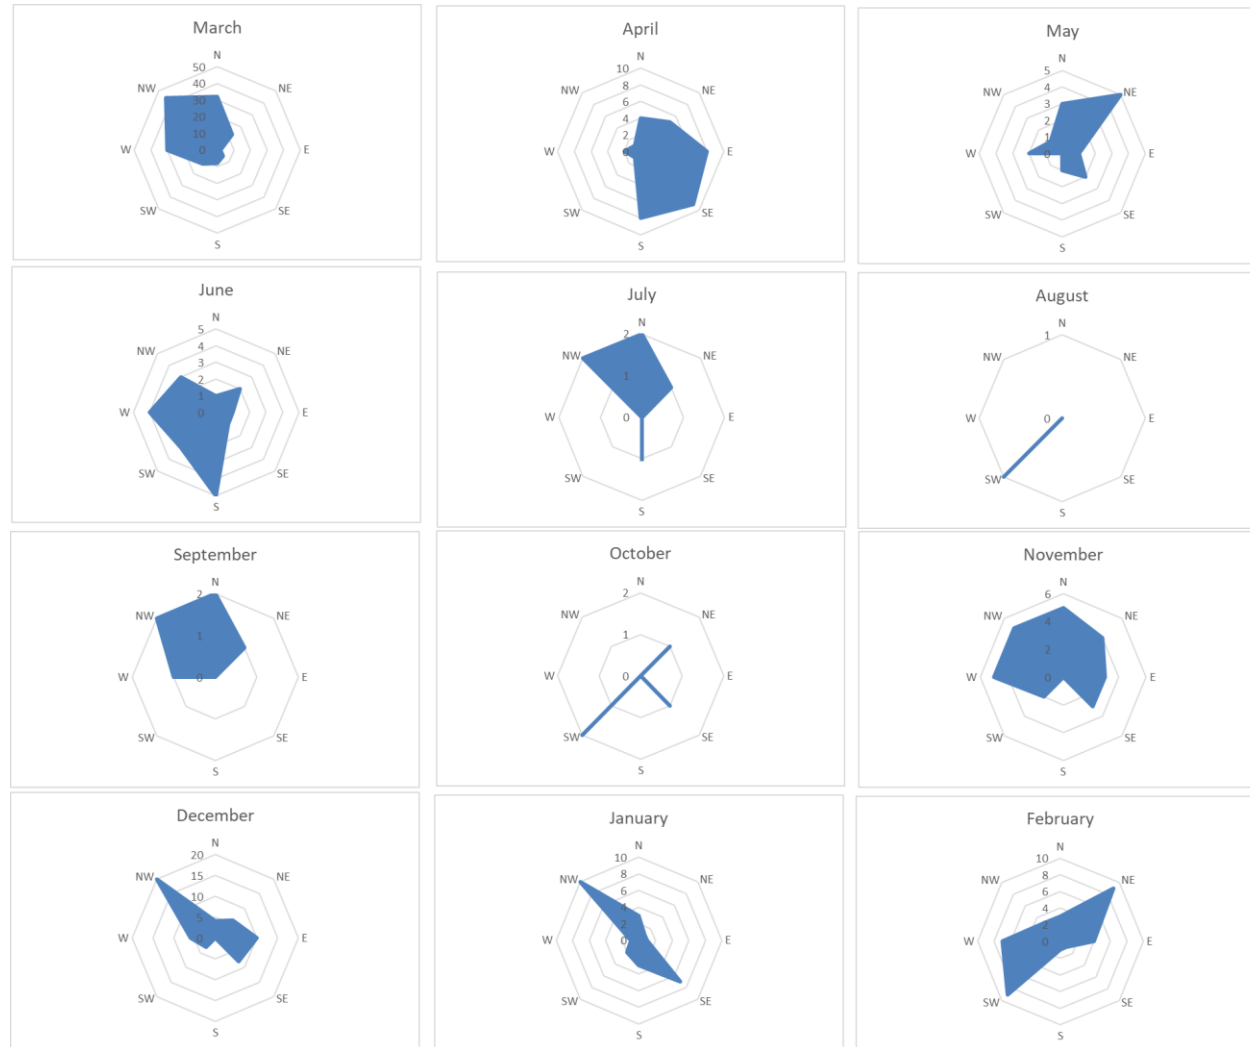 March
N
50
40
30
20
10
0
NW
NE
W
E
SW
SE
S
April
N
10
8
6
4
2
0
NW
NE
W
E
SW
SE
S
May
N
5
4
3
2
1
0
NW
NE
W
E
SW
SE
S
June
N
5
4
3
2
1
0
NW
NE
W
E
SW
SE
S
July
N
2
1
0
NW
NE
W
E
SW
SE
S
August
N
1
0
NW
NE
W
E
SW
SE
S
September
N
2
1
0
NW
NE
W
E
SW
SE
S
October
N
2
1
0
NW
NE
W
E
SW
SE
S
November
N
6
4
2
0
NW
NE
W
E
SW
SE
S
December
N
20
15
10
5
0
NW
NE
W
E
SW
SE
S
January
N
10
8
6
4
2
0
NW
NE
W
E
SW
SE
S
February
N
10
8
6
4
2
0
NW
NE
W
E
SW
SE
S